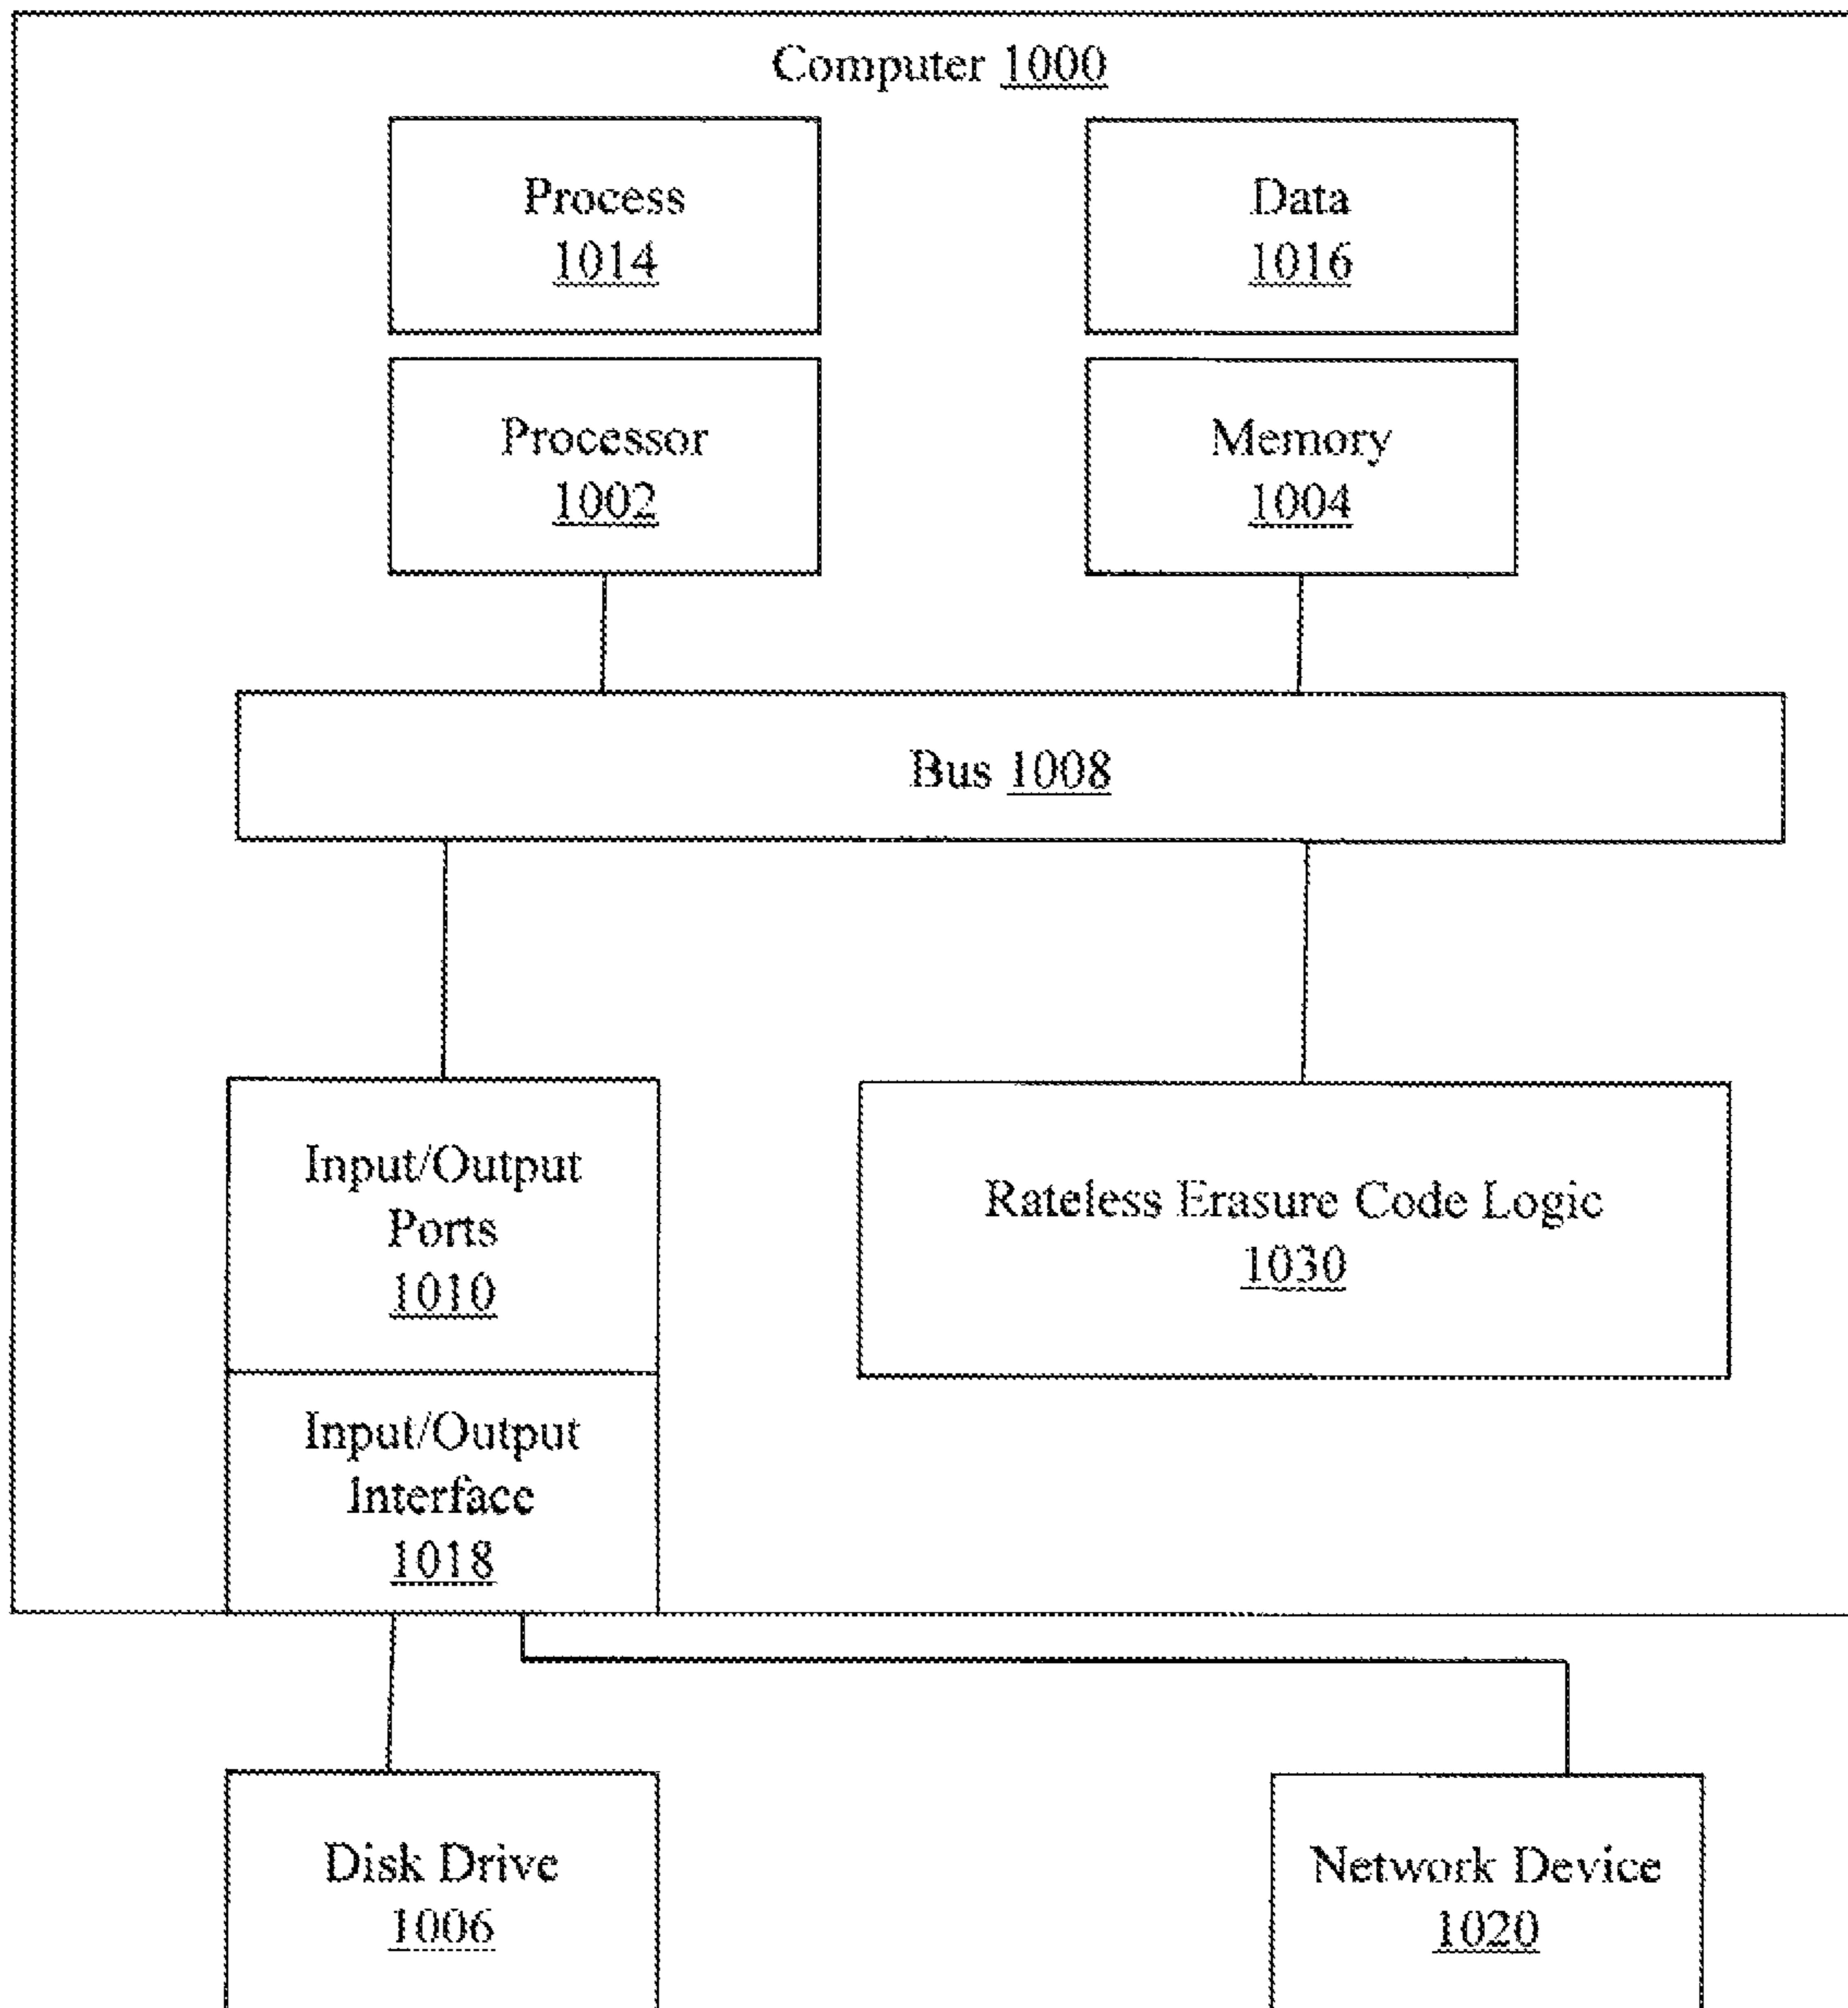 Computer 1000
Process
1014
Data
1016
Processor
1002
Memory
1004
Bus 1008
Input/Output
Ports
1010
Rateless Erasure Code Logic
1030
Input/Output
Interface
1018
Disk Drive
1006
Network Device
1020